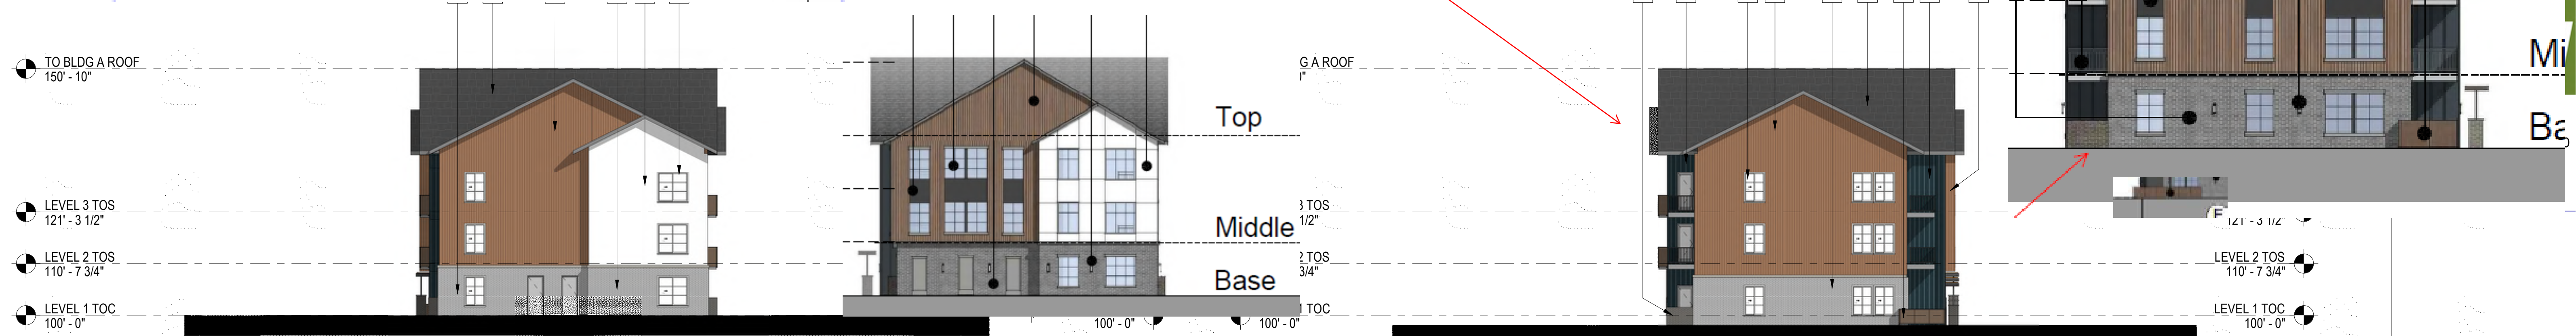 TO BLDG A ROOF
150' - 10"
LEVEL 3 TOS
121' - 3 1/2"
LEVEL 2 TOS
110' - 7 3/4"
LEVEL 1 TOC
100' - 0"
Top
Middle
Base
100' - 0"
100' - 0"
G A ROOF
3 TOS
1/2"
2 TOS
3/4"
1 TOC
Mi
Ba
121' - 3 1/2"
LEVEL 2 TOS
110' - 7 3/4"
LEVEL 1 TOC
100' - 0"